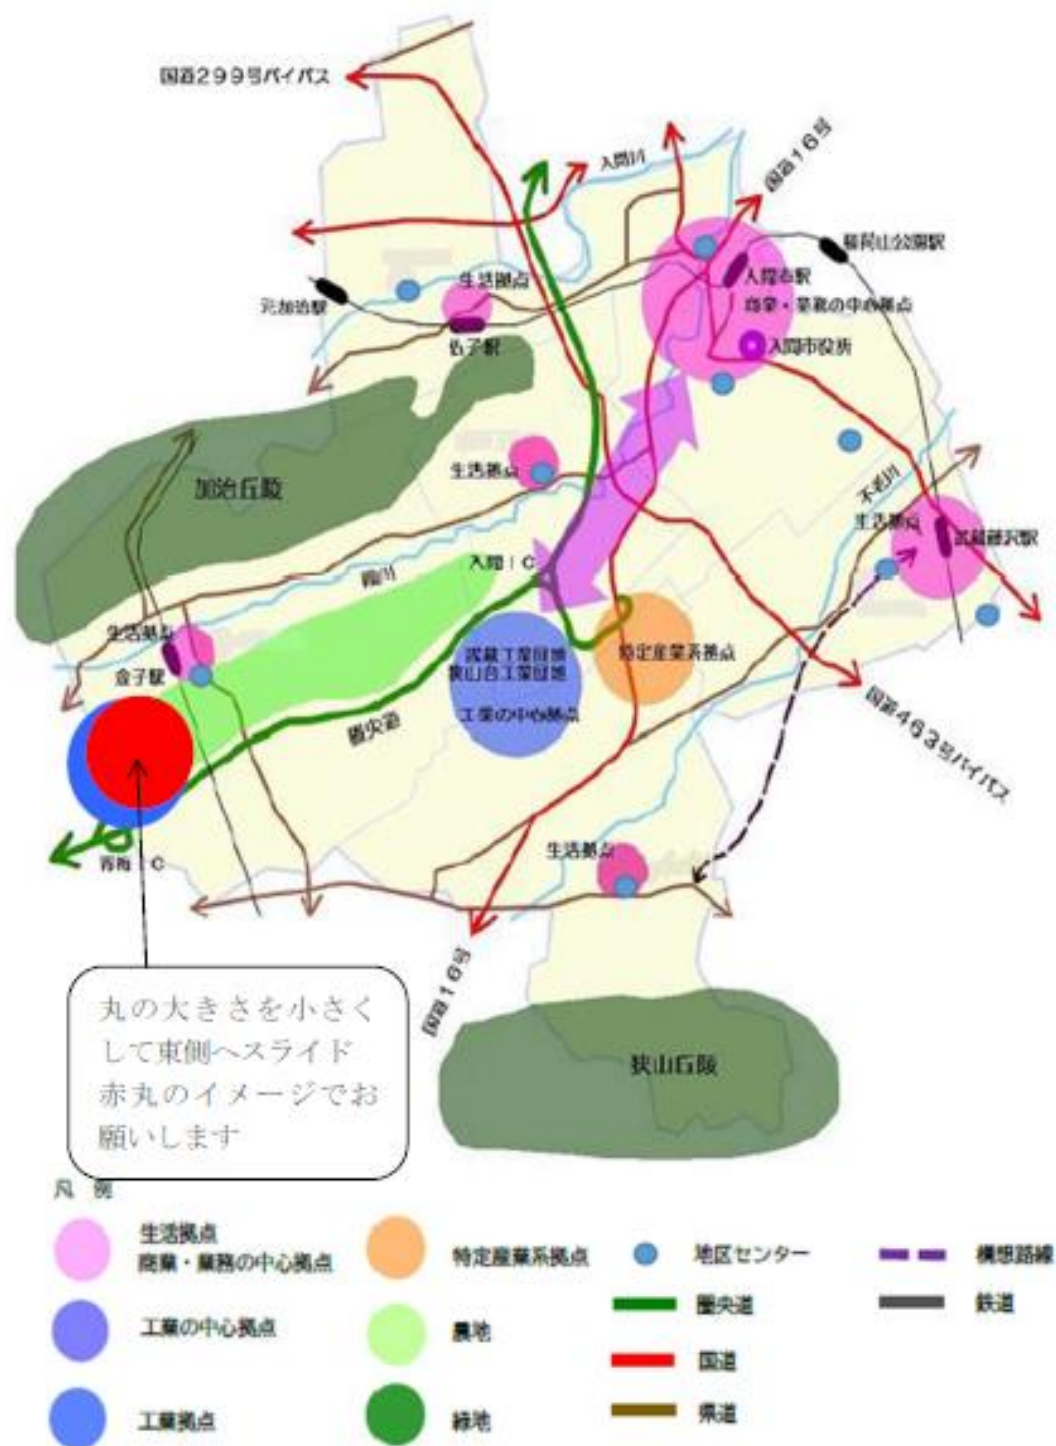 国道299号バイパス
入間川
国道16号
稲荷山公園駅
入間市駅
生活拠点
元加治駅
商業・業務の中心拠点
仏子駅
入間市役所
加治丘陵
生活拠点
不老川
生活拠点
武蔵藤沢駅
入間IC
霞川
生活拠点
金子駅
武蔵工業団地
狭山台工業団地
特定産業系拠点
工業の中心拠点
圏央道
国道463号バイパス
青梅IC
生活拠点
国道16号
狭山丘陵
丸の大きさを小さく
して東側へスライド
赤丸のイメージでお
願いします
凡 例
生活拠点
商業・業務の中心拠点
特定産業系拠点
地区センター
構想路線
工業の中心拠点
農地
圏央道
鉄道
国道
工業拠点
緑地
県道